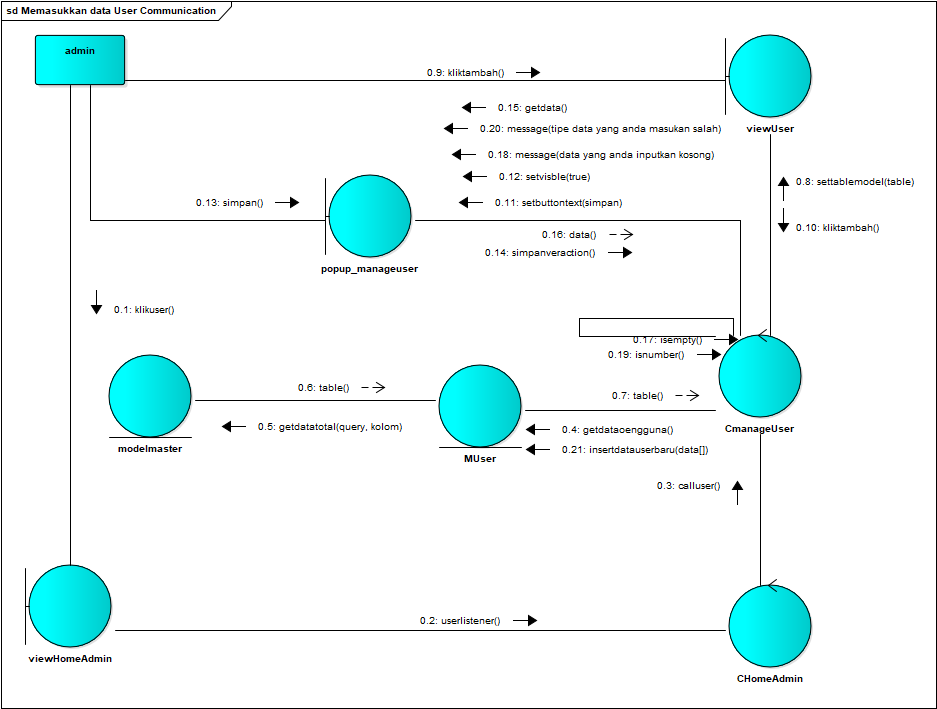 sd Memasukkan data User Communication
admin
0.9: kliktambah()
viewUser
0.15: getdata()
0.20: message(tipe data yang anda masukan salah)
0.18: message(data yang anda inputkan kosong)
0.12: setvisble(true)
0.8: settablemodel(table)
0.13: simpan()
0.11: setbuttontext(simpan)
0.10: kliktambah()
0.16: data()
0.14: simpanveraction()
popup_manageuser
0.1: klikuser()
0.17: isempty()
0.19: isnumber()
0.6: table()
0.7: table()
0.5: getdatatotal(query, kolom)
0.4: getdataoengguna()
CmanageUser
modelmaster
MUser
0.21: insertdatauserbaru(data[])
0.3: calluser()
0.2: userlistener()
viewHomeAdmin
CHomeAdmin